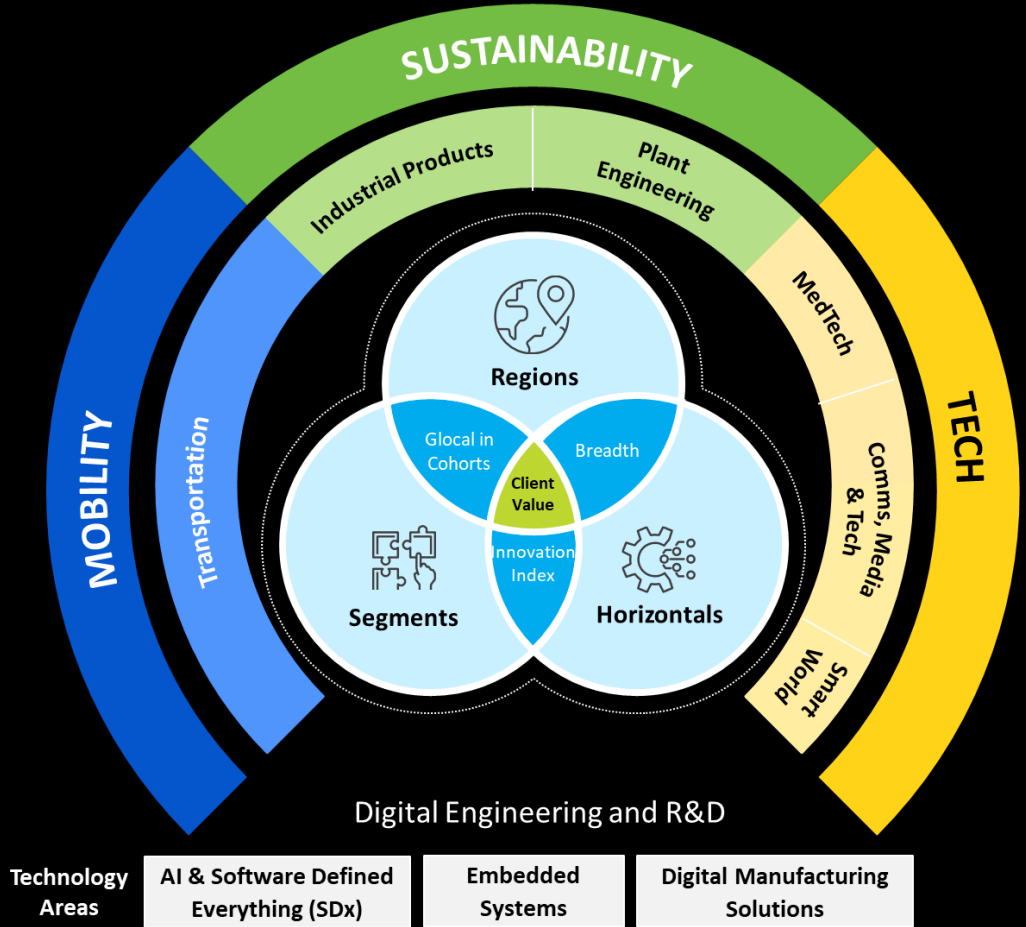 SUSTAINABILITY
Industrial Products
Plant
Engineering
MOBILITY
Transportation
MedTech
Comms, Media
& Tech
Smart
World
TECH
Regions
Glocal in
Cohorts
Breadth
Client
Value
Innovation
Index
Segments
Horizontals
Digital Engineering and R&D
Technology
Areas
AI & Software Defined
Everything (SDx)
Embedded
Systems
Digital Manufacturing
Solutions